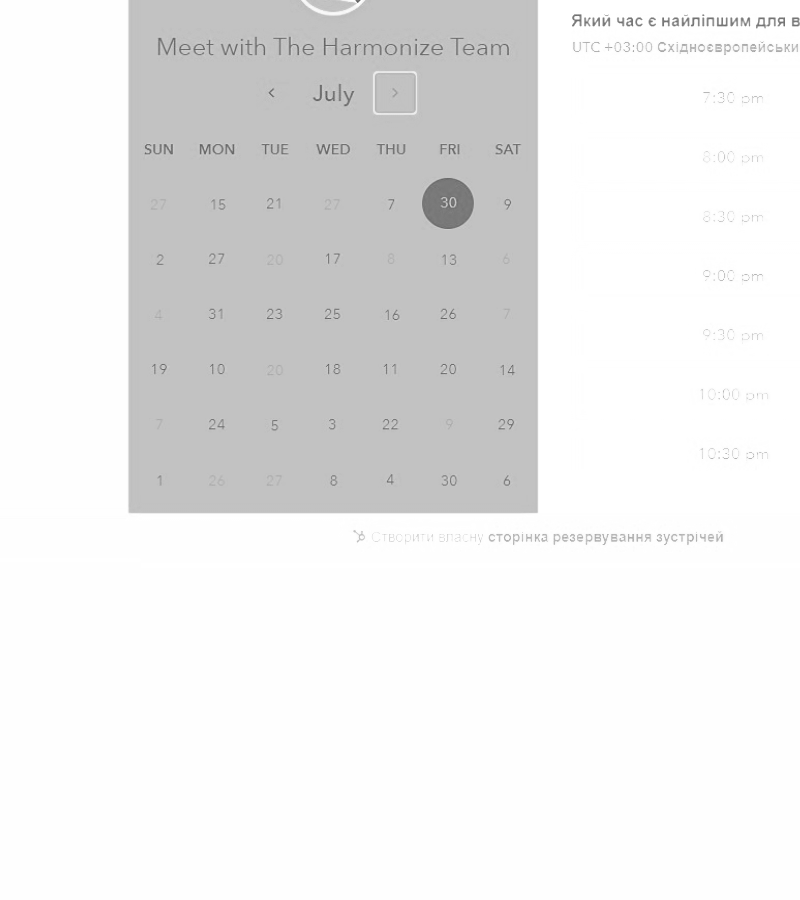 Meet with The Harmonize Team
July
SUN MON TUE WED THU FRI SAT
27 15 21 27 7 30 9
2 27 20 17 8 13 6
4 31 23 25 16 26 7
19 10 20 18 11 20 14
7 24 5 3 22 9 29
1 26 27 8 4 30 6
Який час є найліпшим для
UTC +03:00
7:30 pm
8:00 pm
8:30 pm
9:00 pm
9:30 pm
10:00 pm
10:30 pm
Створити власну сторінка резервування зустрічей